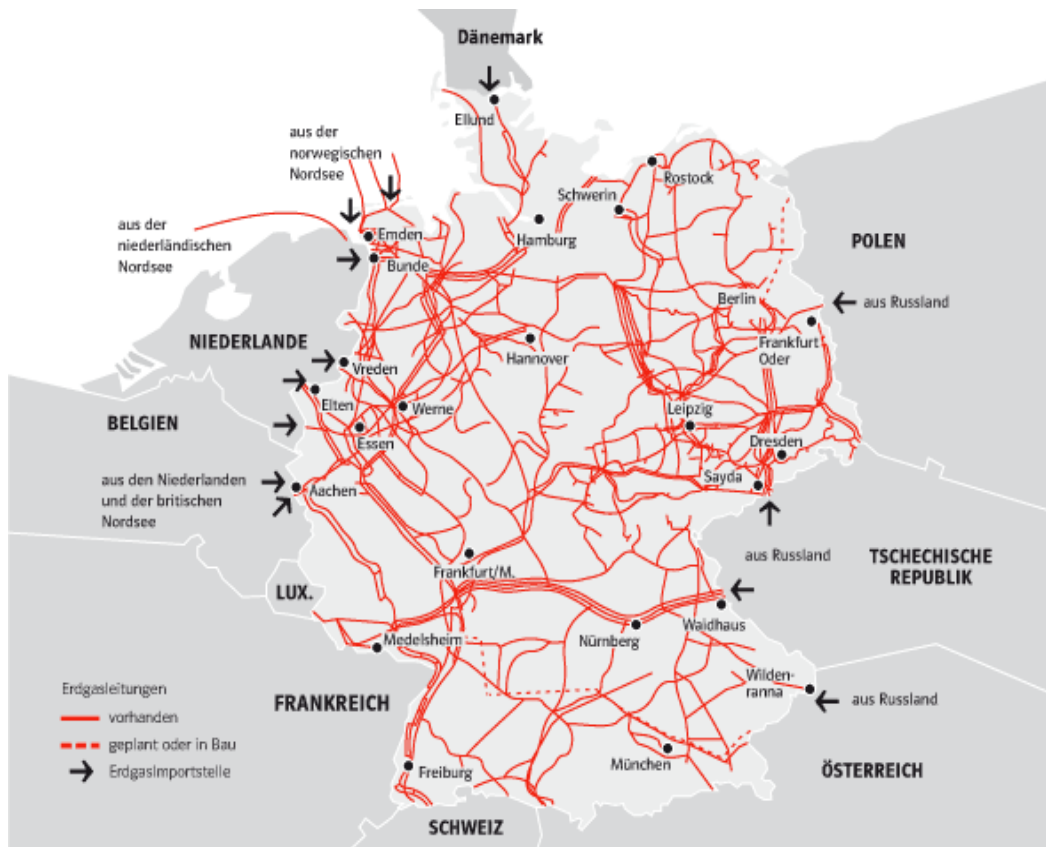 Dänemark
Ellund
aus der
norwegischen
Nordsee
Rostock
Schwerin
aus der
niederländischen
Nordsee
Emden
Hamburg
Bunde
POLEN
Berlin
aus Russland
NIEDERLANDE
Hannover
Frankfurt
Oder
Vreden
Elten
Werne
Leipzig
BELGIEN
Essen
Dresden
Sayda
aus den Niederlanden
und der britischen
Nordsee
Aachen
aus Russland
TSCHECHISCHE
REPUBLIK
Frankfurt/M.
LUX.
Waidhaus
Medelsheim
Nürnberg
Wilden-
ranna
aus Russland
Erdgasleitungen
vorhanden
geplant oder in Bau
Erdgasimportstelle
FRANKREICH
München
Freiburg
ÖSTERREICH
SCHWEIZ